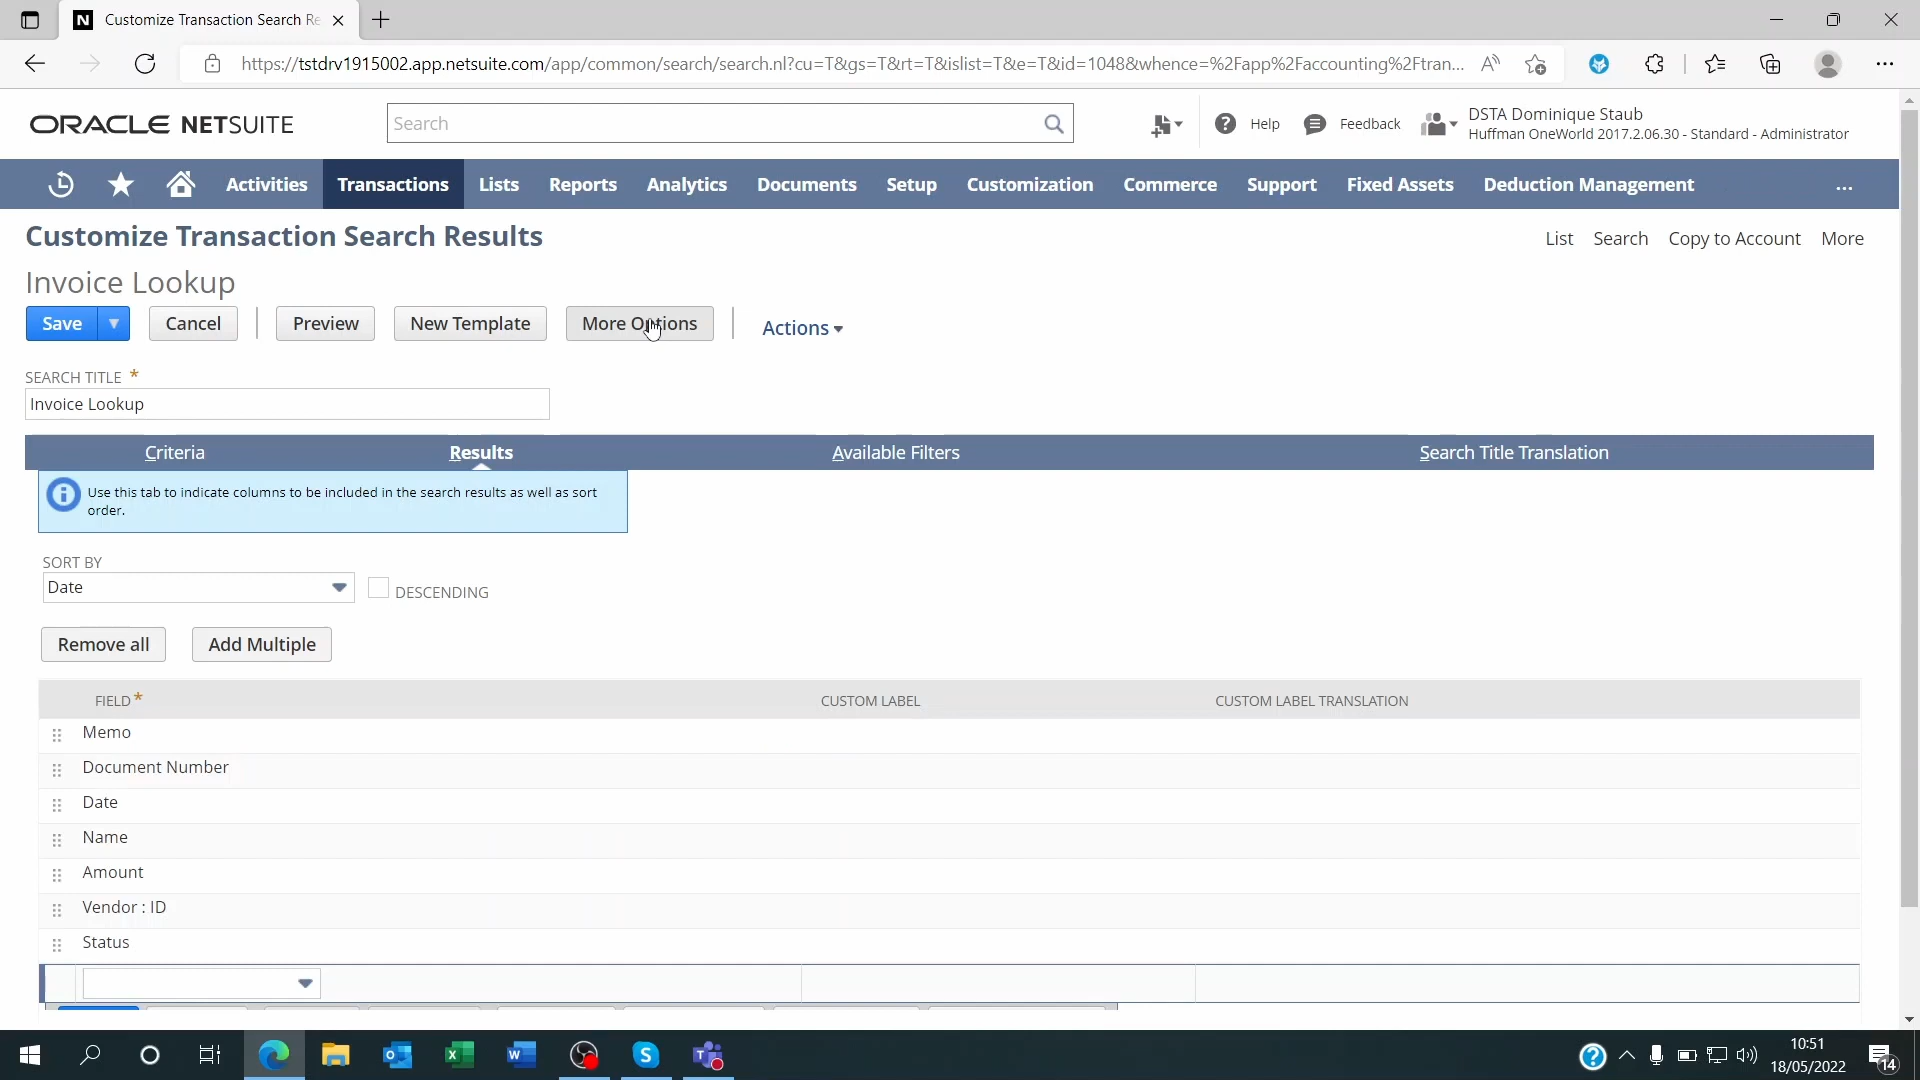 N Customize Transaction Search Re
https://tstdrv1915002.app.netsuite.com/app/common/search/search.nl?cu=T&gs=T&rt=T&islist=T&e=T&id=1048&whence=%2Fapp%2Faccounting%2Ftran...
ORACLE NETSUITE
Search
Help
Feedback
DSTA Dominique Staub
Huffman OneWorld 2017.2.06.30 - Standard - Administrator
Activities Transactions Lists Reports Analytics Documents Setup Customization Commerce Support Fixed Assets Deduction Management ...
Customize Transaction Search Results
List Search Copy to Account More
Invoice Lookup
Save Cancel Preview New Template More Options Actions
SEARCH TITLE *
Invoice Lookup
Criteria Results Available Filters Search Title Translation
Use this tab to indicate columns to be included in the search results as well as sort
order.
SORT BY
Date DESCENDING
Remove all Add Multiple
FIELD * CUSTOM LABEL CUSTOM LABEL TRANSLATION
Memo
Document Number
Date
Name
Amount
Vendor : ID
Status
10:51
18/05/2022
14